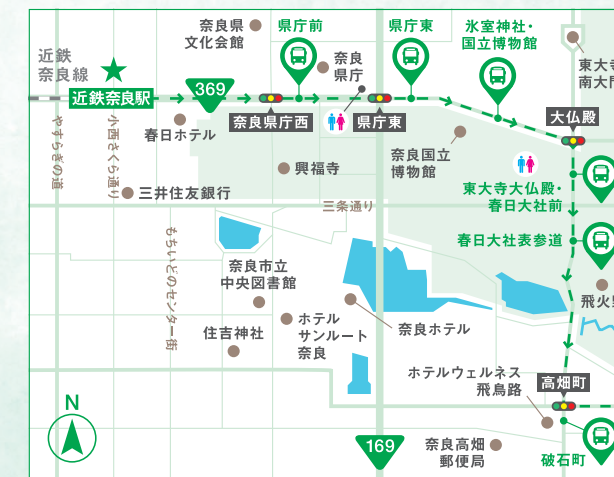 奈良県
文化会館
県庁前
県庁東
氷室神社・
国立博物館
近鉄
奈良線
奈良
県庁
東大寺
南大門
近鉄奈良駅
369
奈良県庁西
県庁東
大仏殿
やすらぎの道
小西さくら通り
春日ホテル
奈良国立
博物館
興福寺
東大寺大仏殿・
春日大社前
三井住友銀行
三条通り
もちいどのセンター街
春日大社表参道
奈良市立
中央図書館
飛火
ホテル
サンルート
奈良
奈良ホテル
住吉神社
ホテルウェルネス
飛鳥路
高畑町
N
169
奈良高畑
郵便局
破石町